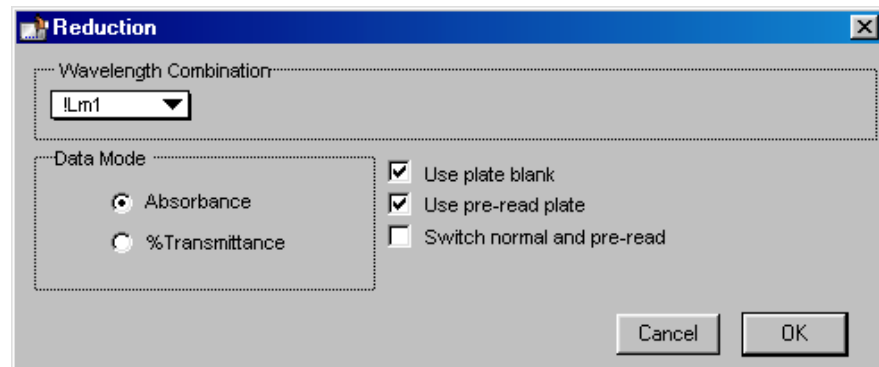 Reduction
Wavelength Combination
!Lm1
Data Mode
Absorbance
%Transmittance
Use plate blank
Use pre-read plate
Switch normal and pre-read
Cancel
OK